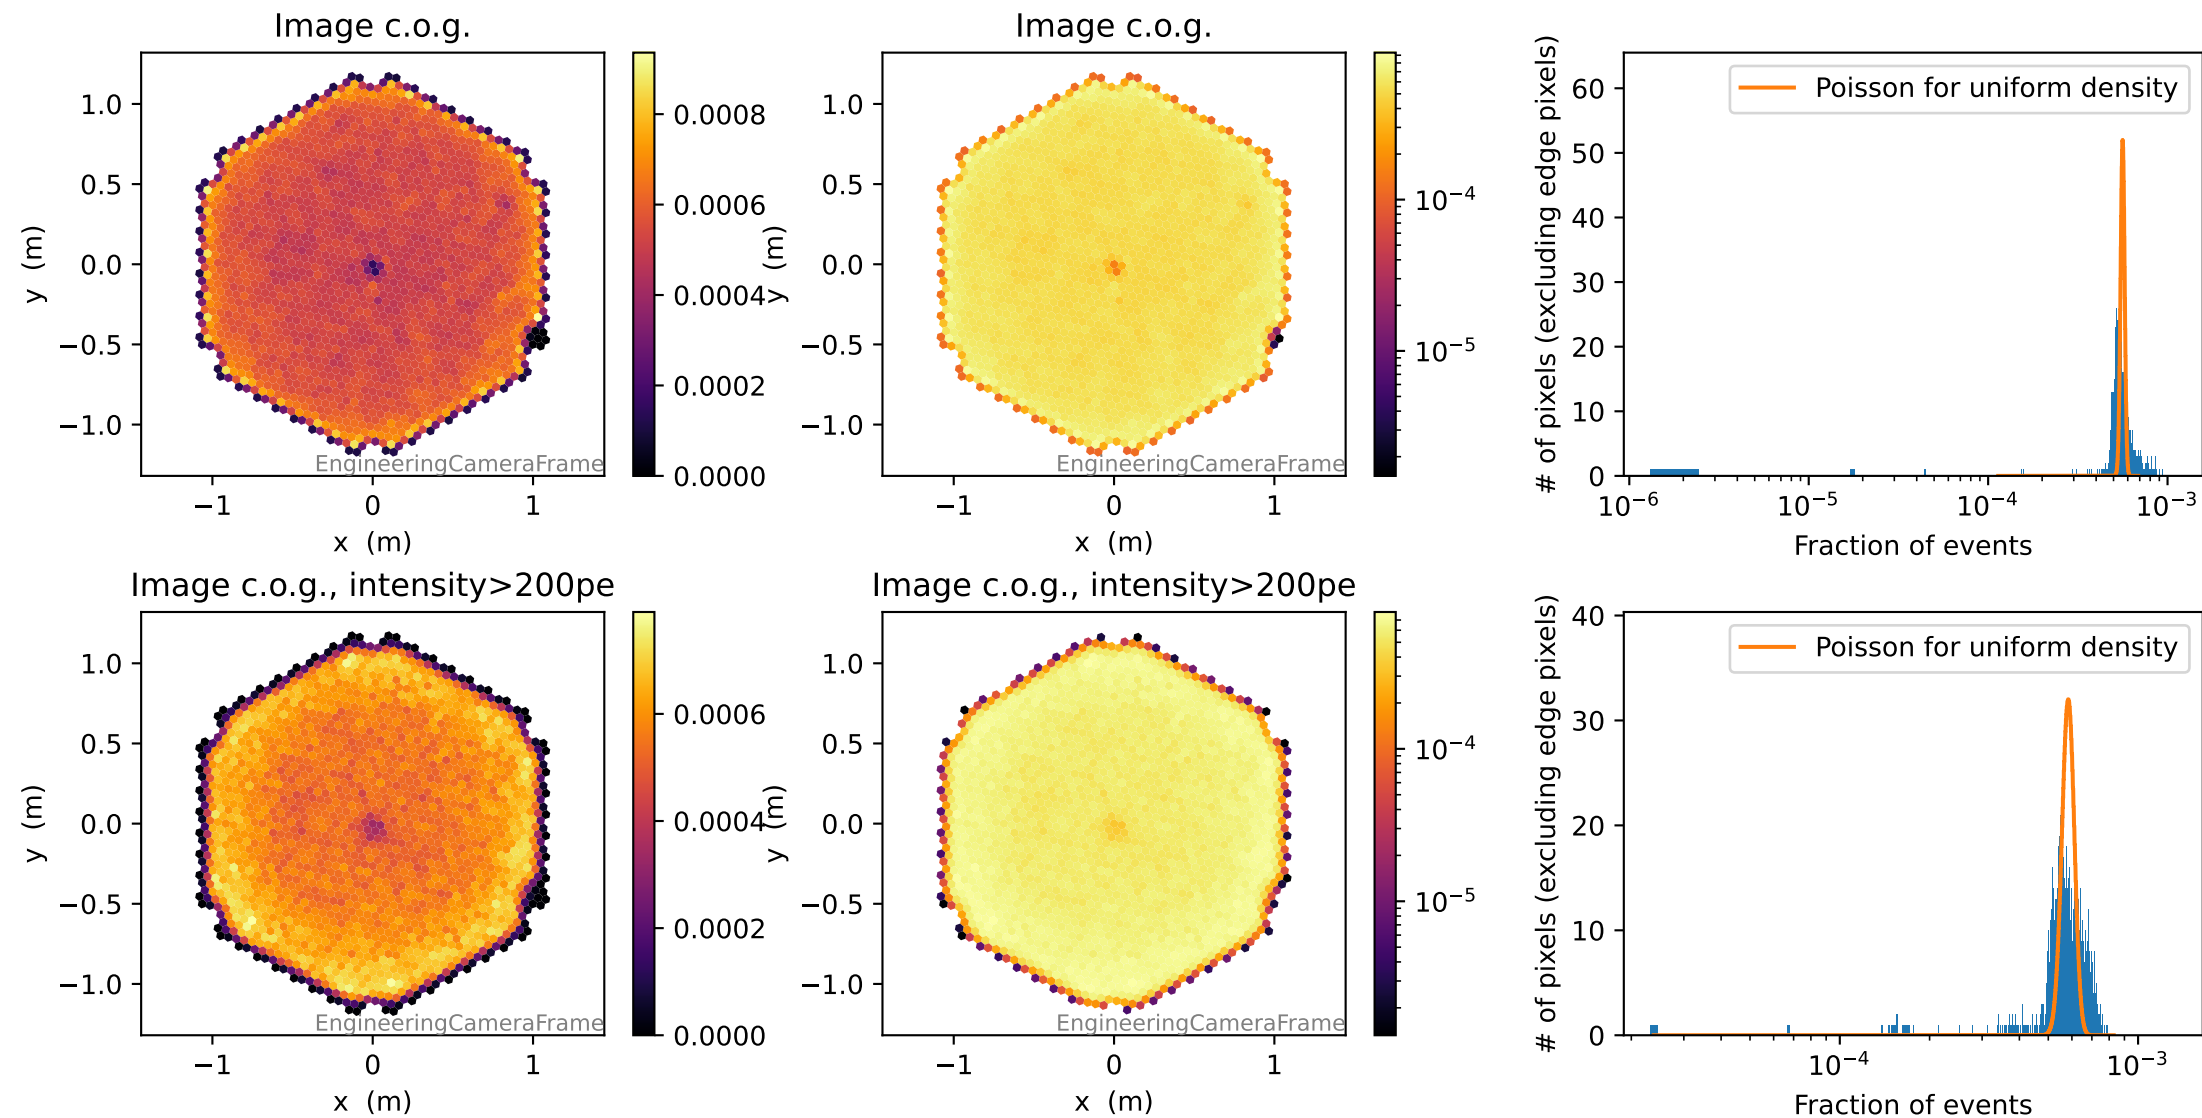 Image c.o.g.
y (m)
1.0
0.5
0.0
−0.5
−1.0
−1
0
1
x (m)
EngineeringCameraFrame
0.0008
0.0006
0.0004
0.0002
0.0000
Image c.o.g.
y (m)
1.0
0.5
0.0
−0.5
−1.0
−1
0
1
x (m)
EngineeringCameraFrame
10⁻⁴
10⁻⁵
# of pixels (excluding edge pixels)
60
50
40
30
20
10
0
Poisson for uniform density
10⁻⁶
10⁻⁵
10⁻⁴
10⁻³
Fraction of events
Image c.o.g., intensity>200pe
y (m)
1.0
0.5
0.0
−0.5
−1.0
−1
0
1
x (m)
EngineeringCameraFrame
0.0006
0.0004
0.0002
0.0000
Image c.o.g., intensity>200pe
y (m)
1.0
0.5
0.0
−0.5
−1.0
−1
0
1
x (m)
EngineeringCameraFrame
10⁻⁴
10⁻⁵
# of pixels (excluding edge pixels)
40
30
20
10
0
Poisson for uniform density
10⁻⁴
10⁻³
Fraction of events